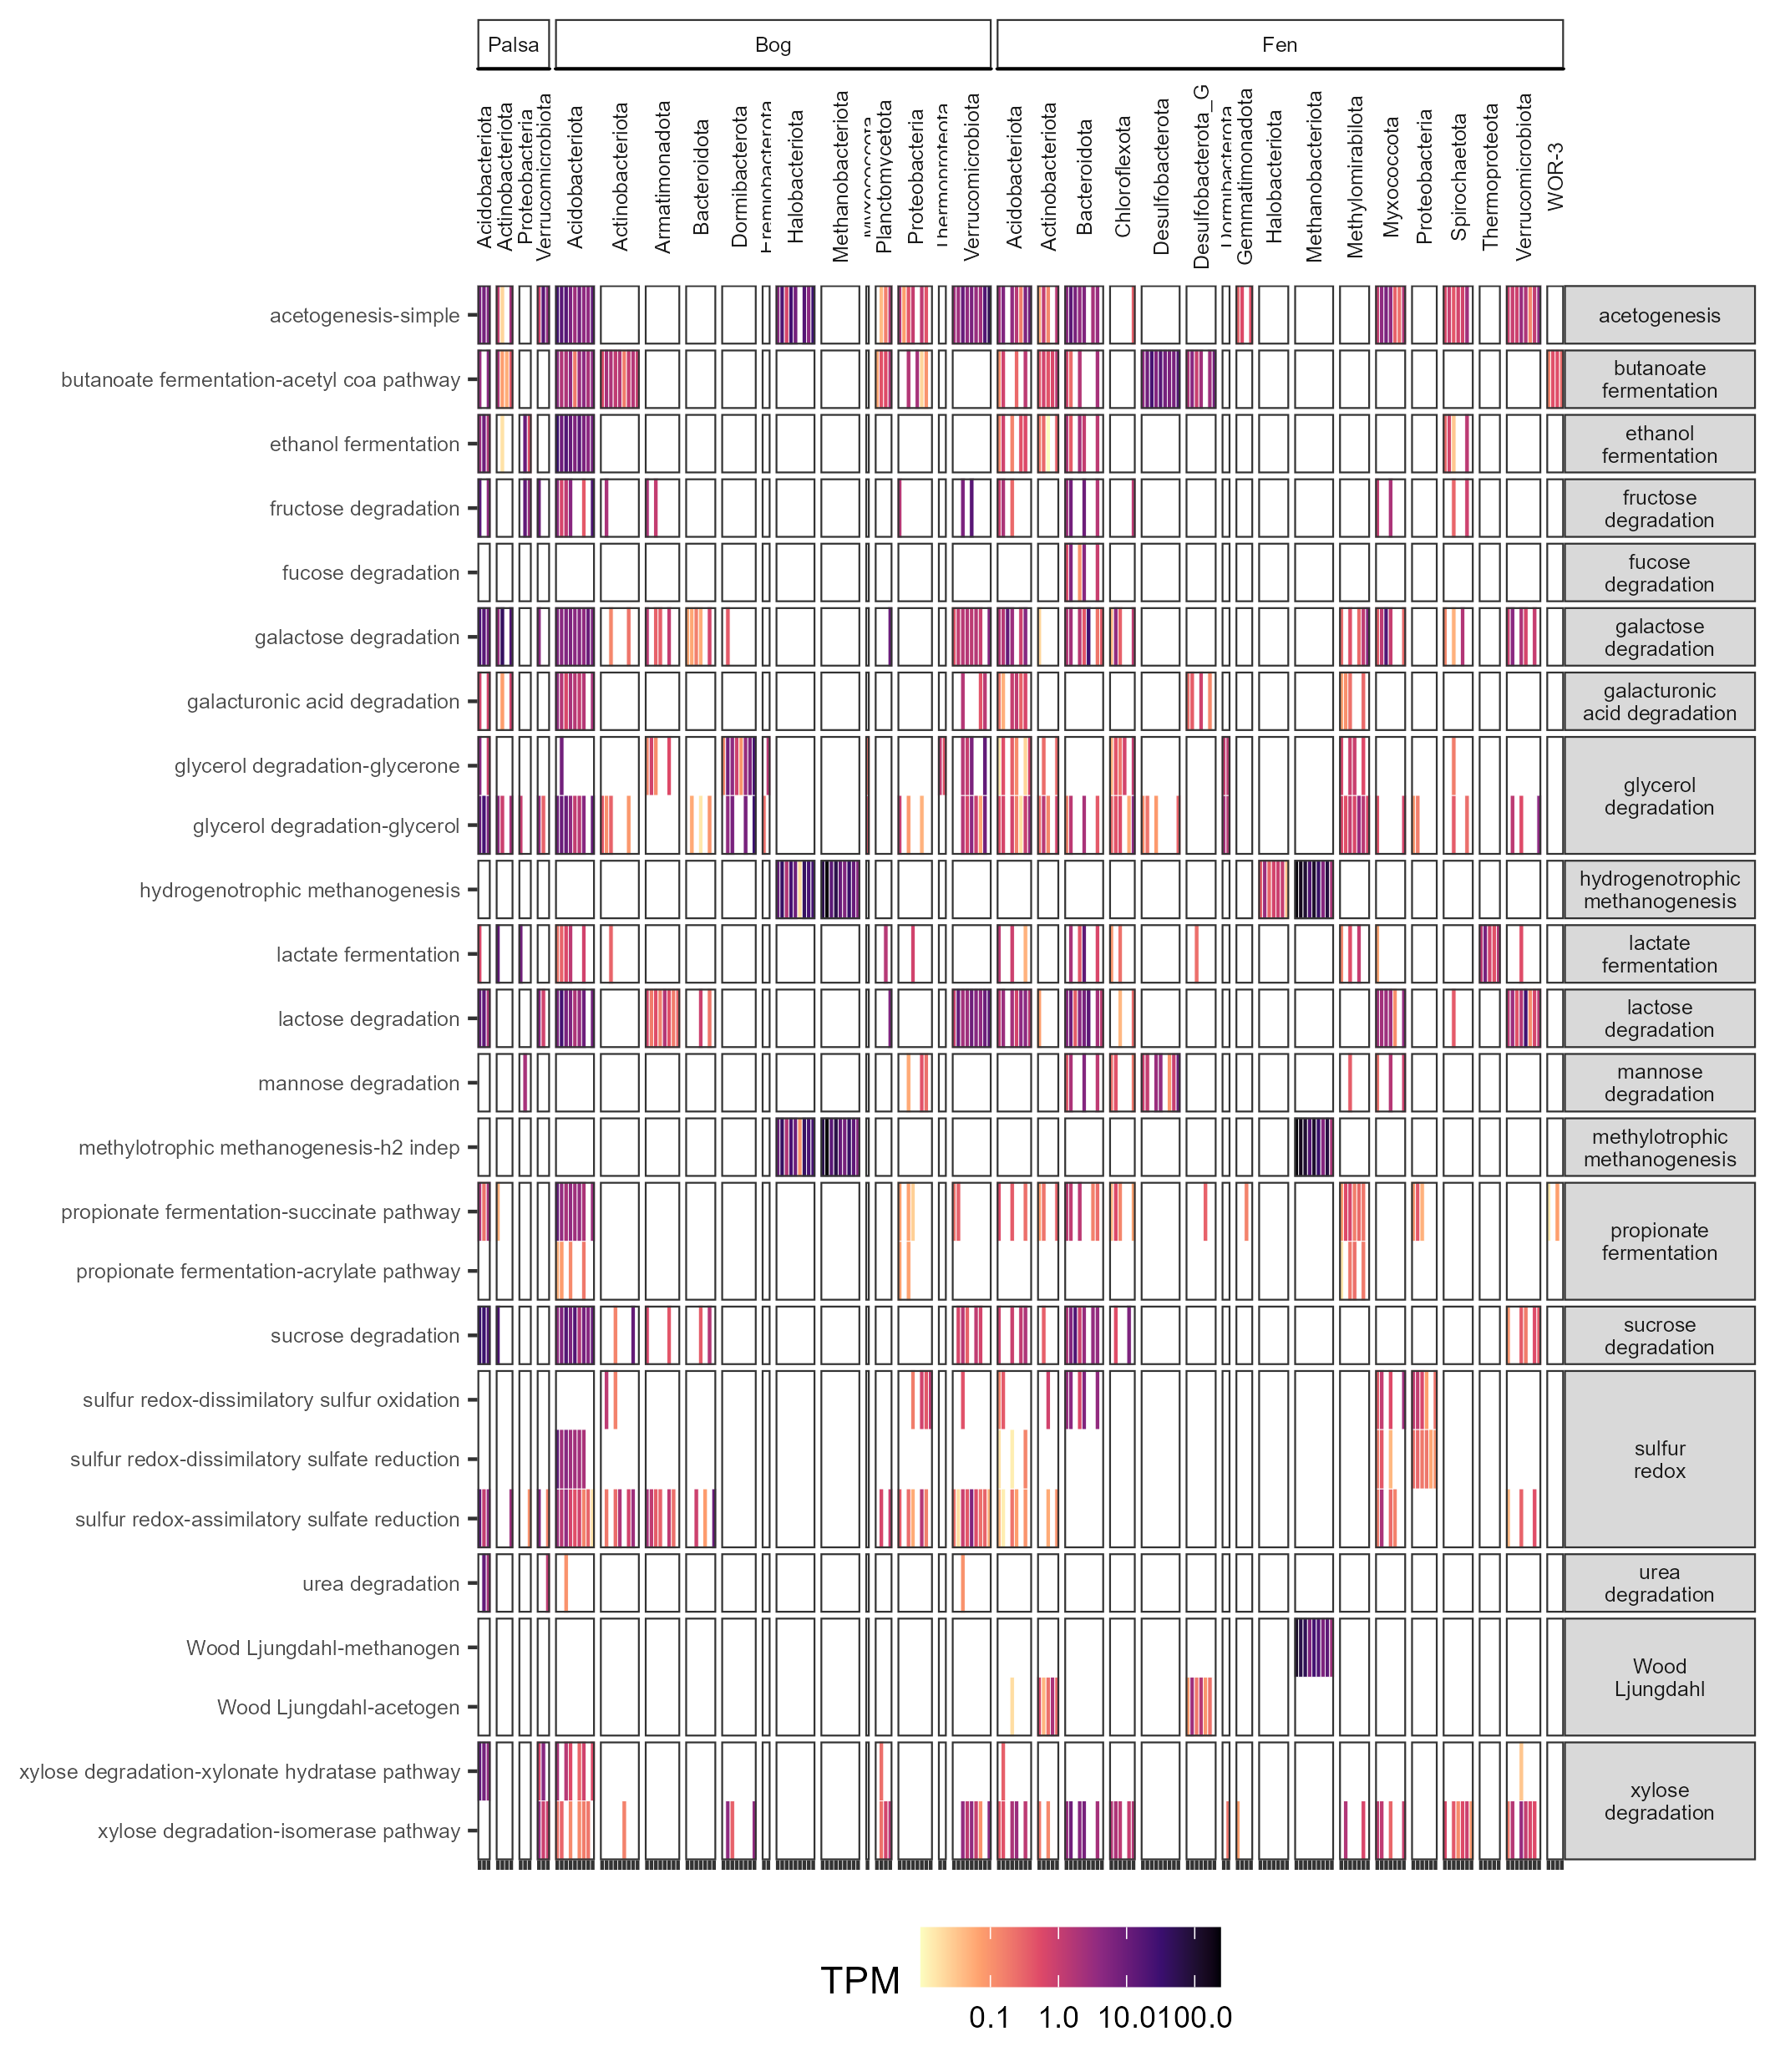 Palsa Bog Fen
Acidobacteriota Actinobacteriota Proteobacteria Verrucomicrobiota Acidobacteriota Actinobacteriota Armatimonadota Bacteroidota Dormibacterota Halobacteriota Methanobacteriota Planctomycetota Proteobacteria Verrucomicrobiota Acidobacteriota Actinobacteriota Bacteroidota Chloroflexota Desulfobacterota Desulfobacterota_G Gemmatimonadota Halobacteriota Methanobacteriota Methylomirabilota Myxococcota Proteobacteria Spirochaetota Thermoproteota Verrucomicrobiota WOR-3
acetogenesis-simple
acetogenesis
butanoate fermentation-acetyl coa pathway
butanoate
fermentation
ethanol fermentation
ethanol
fermentation
fructose degradation
fructose
degradation
fucose degradation
fucose
degradation
galactose degradation
galactose
degradation
galacturonic acid degradation
galacturonic
acid degradation
glycerol degradation-glycerone
glycerol degradation-glycerol
glycerol
degradation
hydrogenotrophic methanogenesis
hydrogenotrophic
methanogenesis
lactate fermentation
lactate
fermentation
lactose degradation
lactose
degradation
mannose degradation
mannose
degradation
methylotrophic methanogenesis-h2 indep
methylotrophic
methanogenesis
propionate fermentation-succinate pathway
propionate fermentation-acrylate pathway
propionate
fermentation
sucrose degradation
sucrose
degradation
sulfur redox-dissimilatory sulfur oxidation
sulfur redox-dissimilatory sulfate reduction
sulfur redox-assimilatory sulfate reduction
sulfur
redox
urea degradation
urea
degradation
Wood Ljungdahl-methanogen
Wood Ljungdahl-acetogen
Wood
Ljungdahl
xylose degradation-xylonate hydratase pathway
xylose degradation-isomerase pathway
xylose
degradation
TPM
0.1 1.0 10.0 100.0